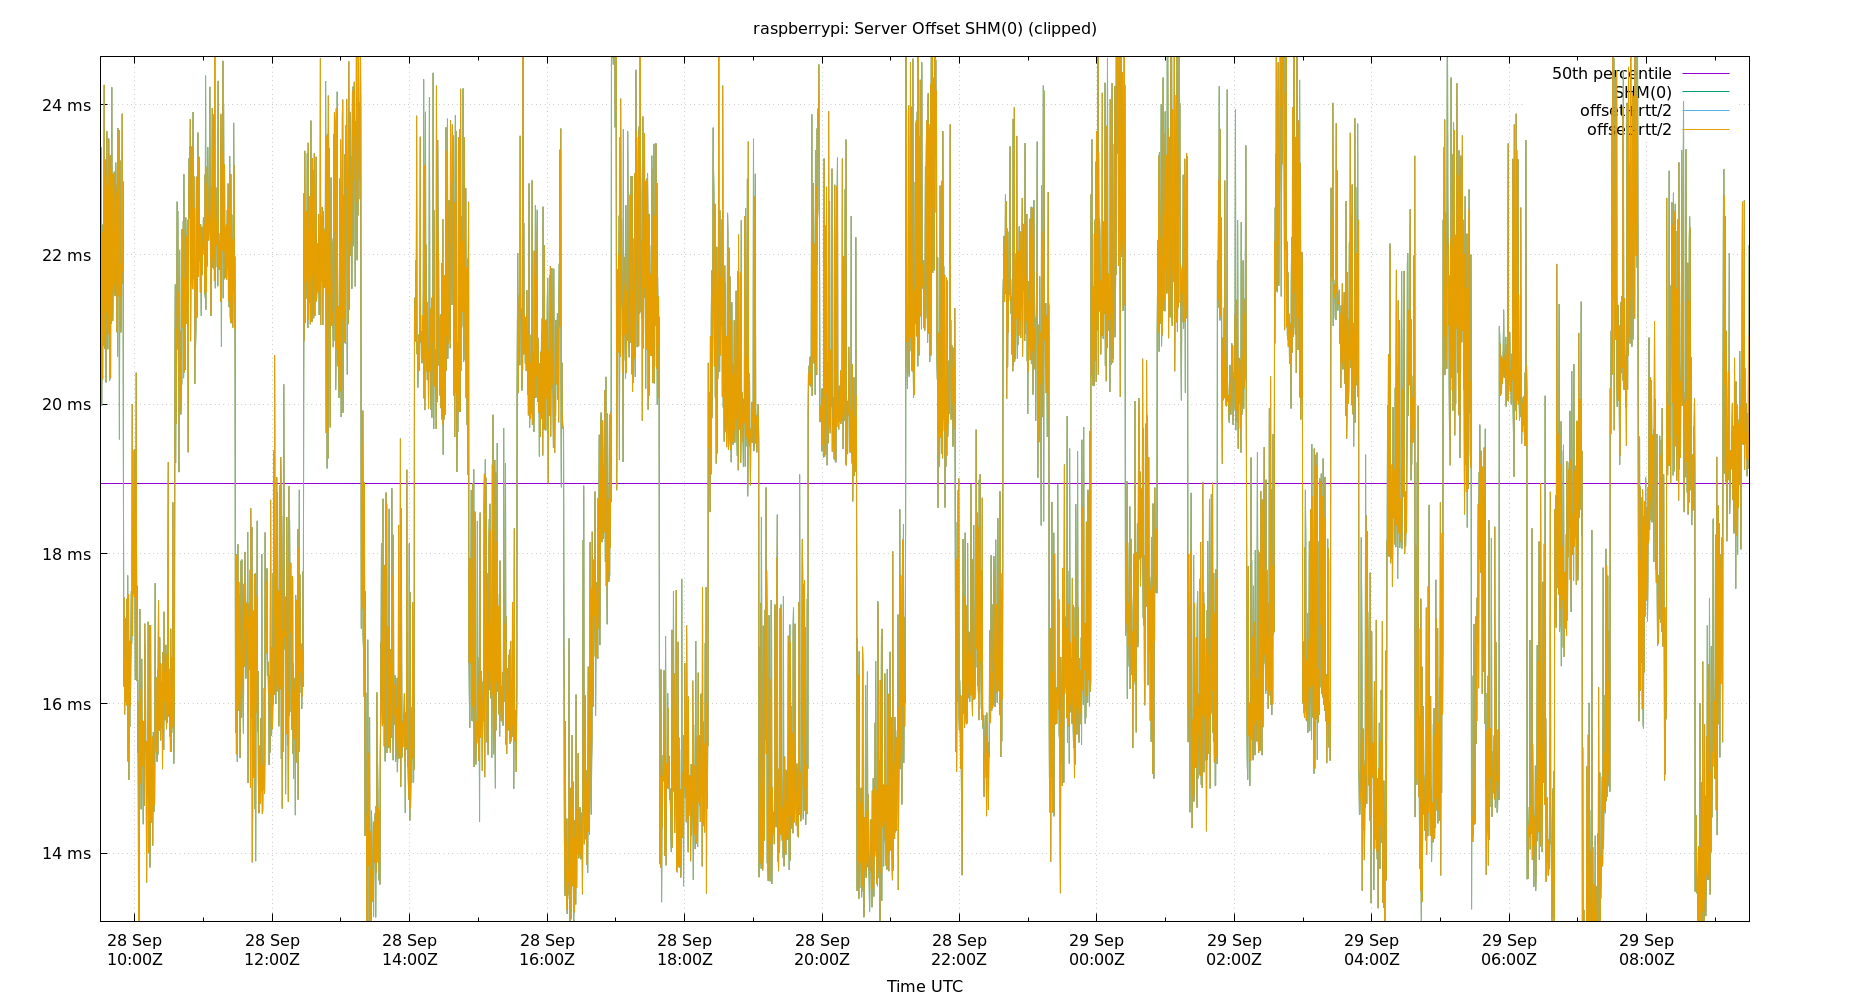 raspberrypi: Server Offset SHM(0) (clipped)
50th percentile
SHM(0)
offset+rtt/2
offset-rtt/2
24 ms
22 ms
20 ms
18 ms
16 ms
14 ms
28 Sep 28 Sep 28 Sep 28 Sep 28 Sep 28 Sep 28 Sep 29 Sep 29 Sep 29 Sep 29 Sep 29 Sep
10:00Z 12:00Z 14:00Z 16:00Z 18:00Z 20:00Z 22:00Z 00:00Z 02:00Z 04:00Z 06:00Z 08:00Z
Time UTC